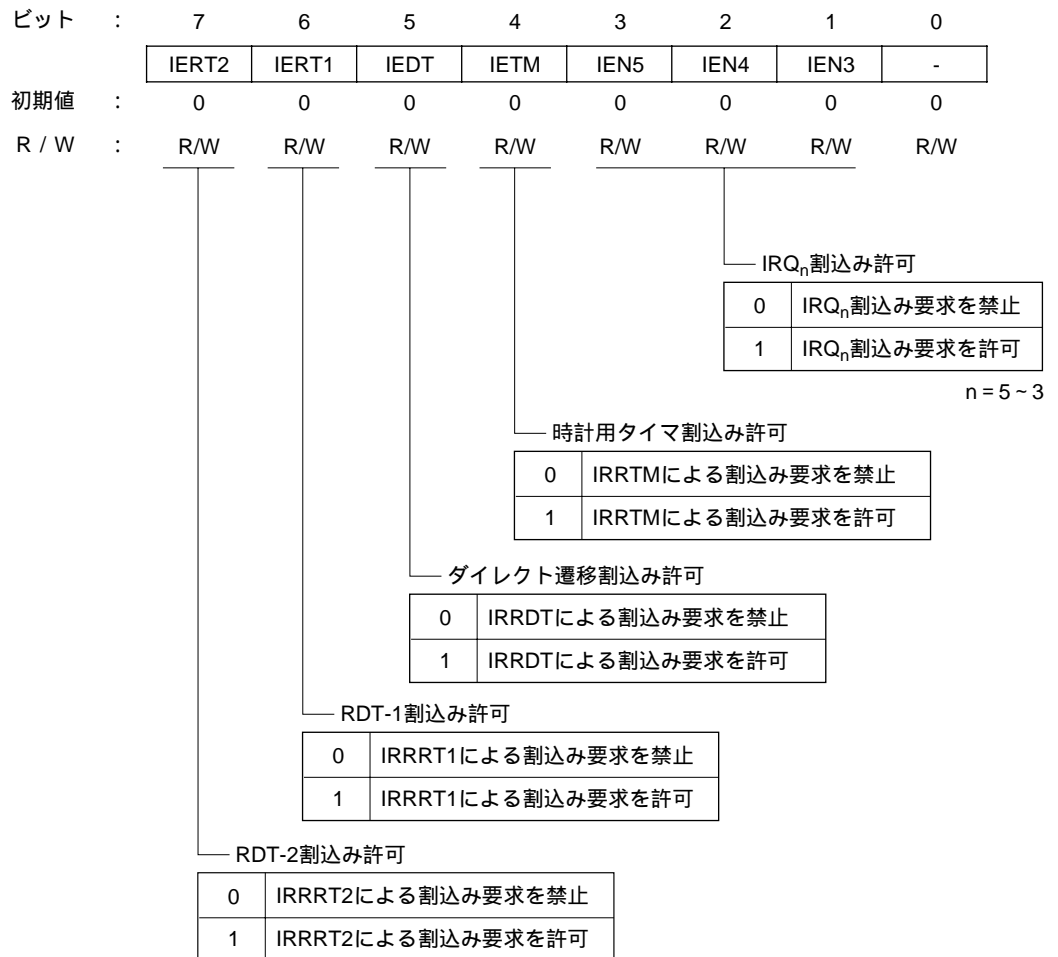 ビット : 7 6 5 4 3 2 1 0
IERT2 IERT1 IEDT IETM IEN5 IEN4 IEN3 -
初期値 : 0 0 0 0 0 0 0 0
R / W : R/W R/W R/W R/W R/W R/W R/W R/W
IRQn割込み許可
0 IRQn割込み要求を禁止
1 IRQn割込み要求を許可
n = 5 ~ 3
時計用タイマ割込み許可
0 IRRTMによる割込み要求を禁止
1 IRRTMによる割込み要求を許可
ダイレクト遷移割込み許可
0 IRRDTによる割込み要求を禁止
1 IRRDTによる割込み要求を許可
RDT-1割込み許可
0 IRRRT1による割込み要求を禁止
1 IRRRT1による割込み要求を許可
RDT-2割込み許可
0 IRRRT2による割込み要求を禁止
1 IRRRT2による割込み要求を許可